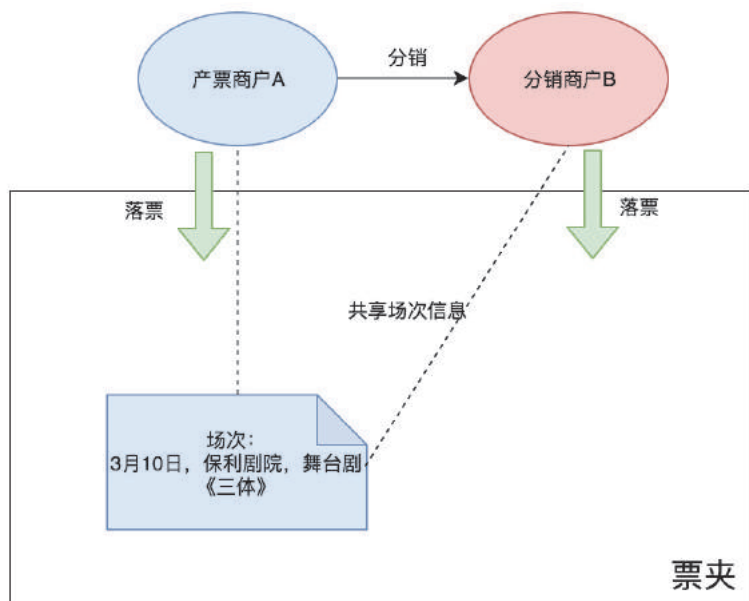 产票商户A
分销
分销商户B
落票
落票
共享场次信息
场次：
3月10日，保利剧院，舞台剧
《三体》
票夹